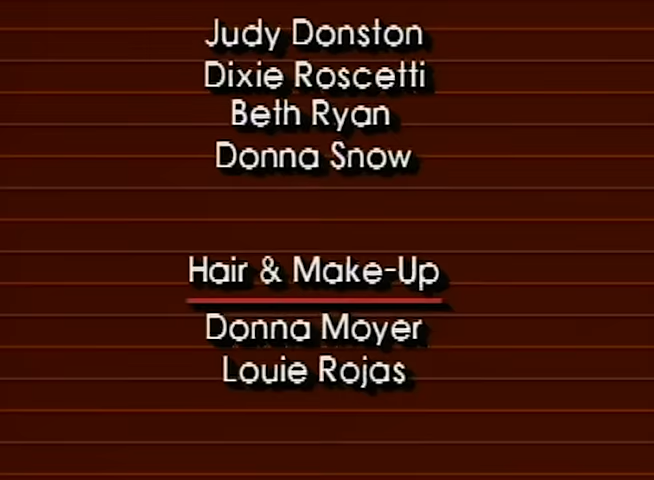 Judy Donston
Dixie Roscetti
Beth Ryan
Donna Snow
Hair & Make-Up
Donna Moyer
Louie Rojas